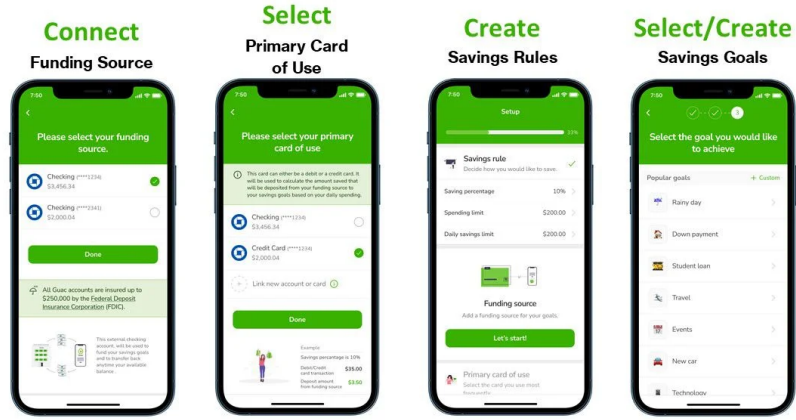 Connect
Funding Source
7:50
Please select your funding
source.
Checking (****1234)
$3,456.34
Checking (****2341)
$2,000.04
Done
All Guac accounts are insured up to
$250,000 by the Federal Deposit
Insurance Corporation (FDIC).
This external checking
account, will be used to
fund your savings goals
and to transfer back
anytime your available
balance.
Select
Primary Card
of Use
7:50
Please select your primary
card of use
This card can either be a debit or a credit card. It
will be used to calculate the amount saved that
will be deposited from your funding source to
your savings goals based on your daily spending.
Checking (****1234)
$3,456.34
Credit Card (****1234)
$2,000.04
Link new account or card
Done
Example
Savings percentage is 10%
Debit/Credit
card transaction $35.00
Deposit amount
from funding source $3.50
Create
Savings Rules
7:50
Setup
33%
Savings rule
Decide how you would like to save.
Saving percentage 10%
Spending limit $200.00
Daily savings limit $200.00
Funding source
Add a funding source for your goals.
Let's start!
Primary card of use
Select the card you use most
frequently
Select/Create
Savings Goals
7:50
3
Select the goal you would like
to achieve
Popular goals + Custom
Rainy day
Down payment
Student loan
Travel
Events
New car
Technology